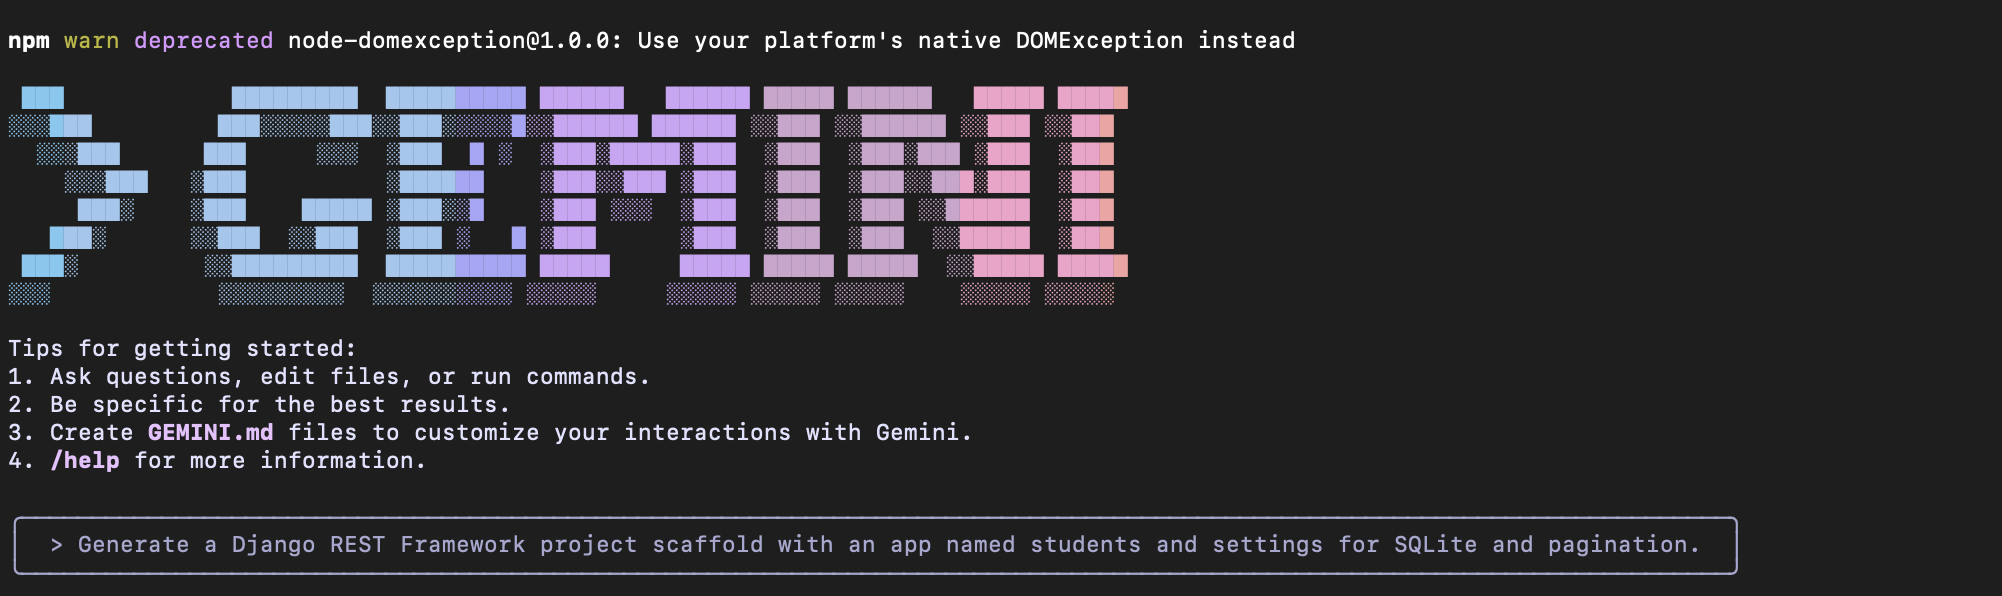 npm warn deprecated node-domexception@1.0.0: Use your platform's native DOMException instead
> GEMINI
Tips for getting started:
1. Ask questions, edit files, or run commands.
2. Be specific for the best results.
3. Create GEMINI.md files to customize your interactions with Gemini.
4. /help for more information.
> Generate a Django REST Framework project scaffold with an app named students and settings for SQLite and pagination.